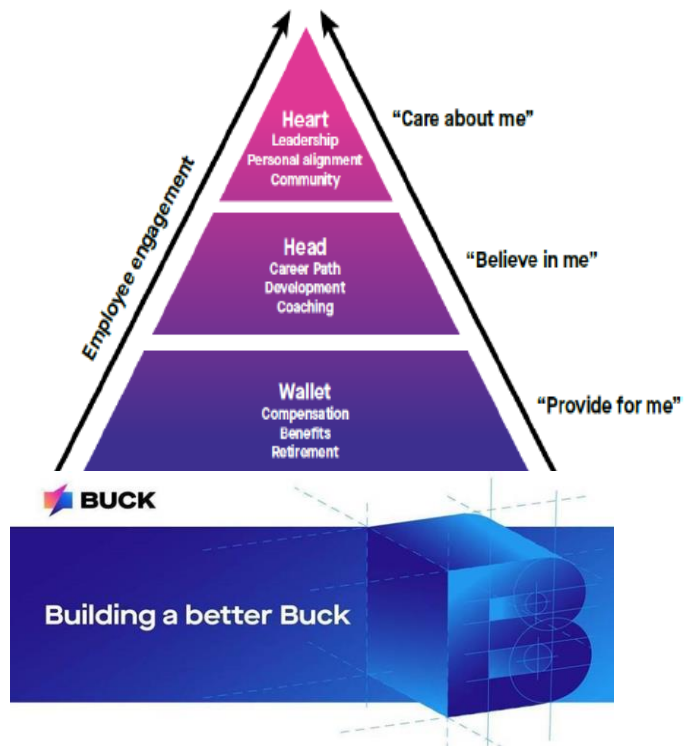 Heart
Leadership
Personal alignment
Community
“Care about me”
Employee engagement
Head
Career Path
Development
Coaching
“Believe in me”
Wallet
Compensation
Benefits
Retirement
“Provide for me”
BUCK
Building a better Buck
B